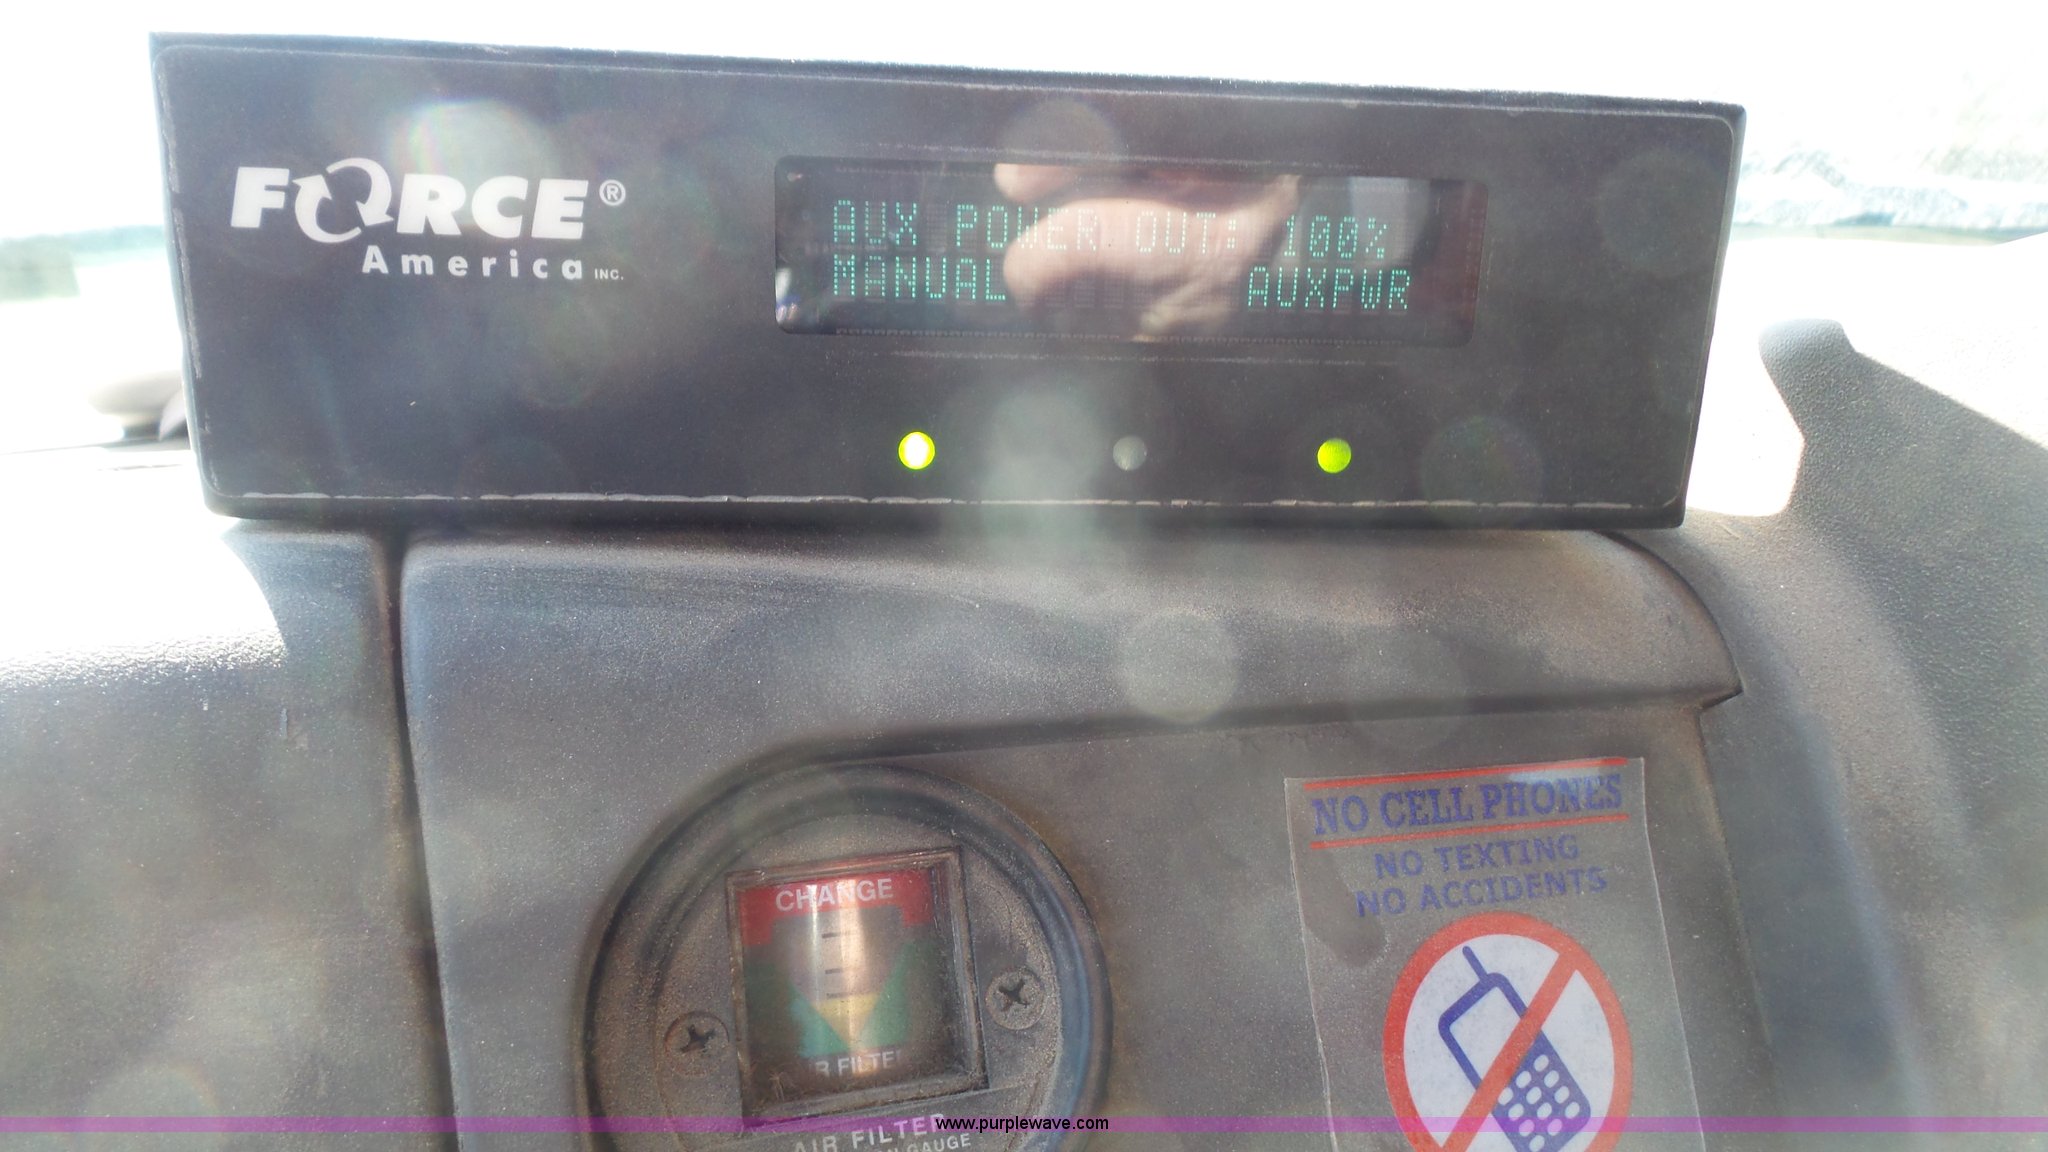 FORCE®
America INC.
AUX POWER OUT: 100%
MANUAL AUXPWR
NO CELL PHONES
NO TEXTING
NO ACCIDENTS
CHANGE
AIR FILTER
GAUGE
www.purplewave.com